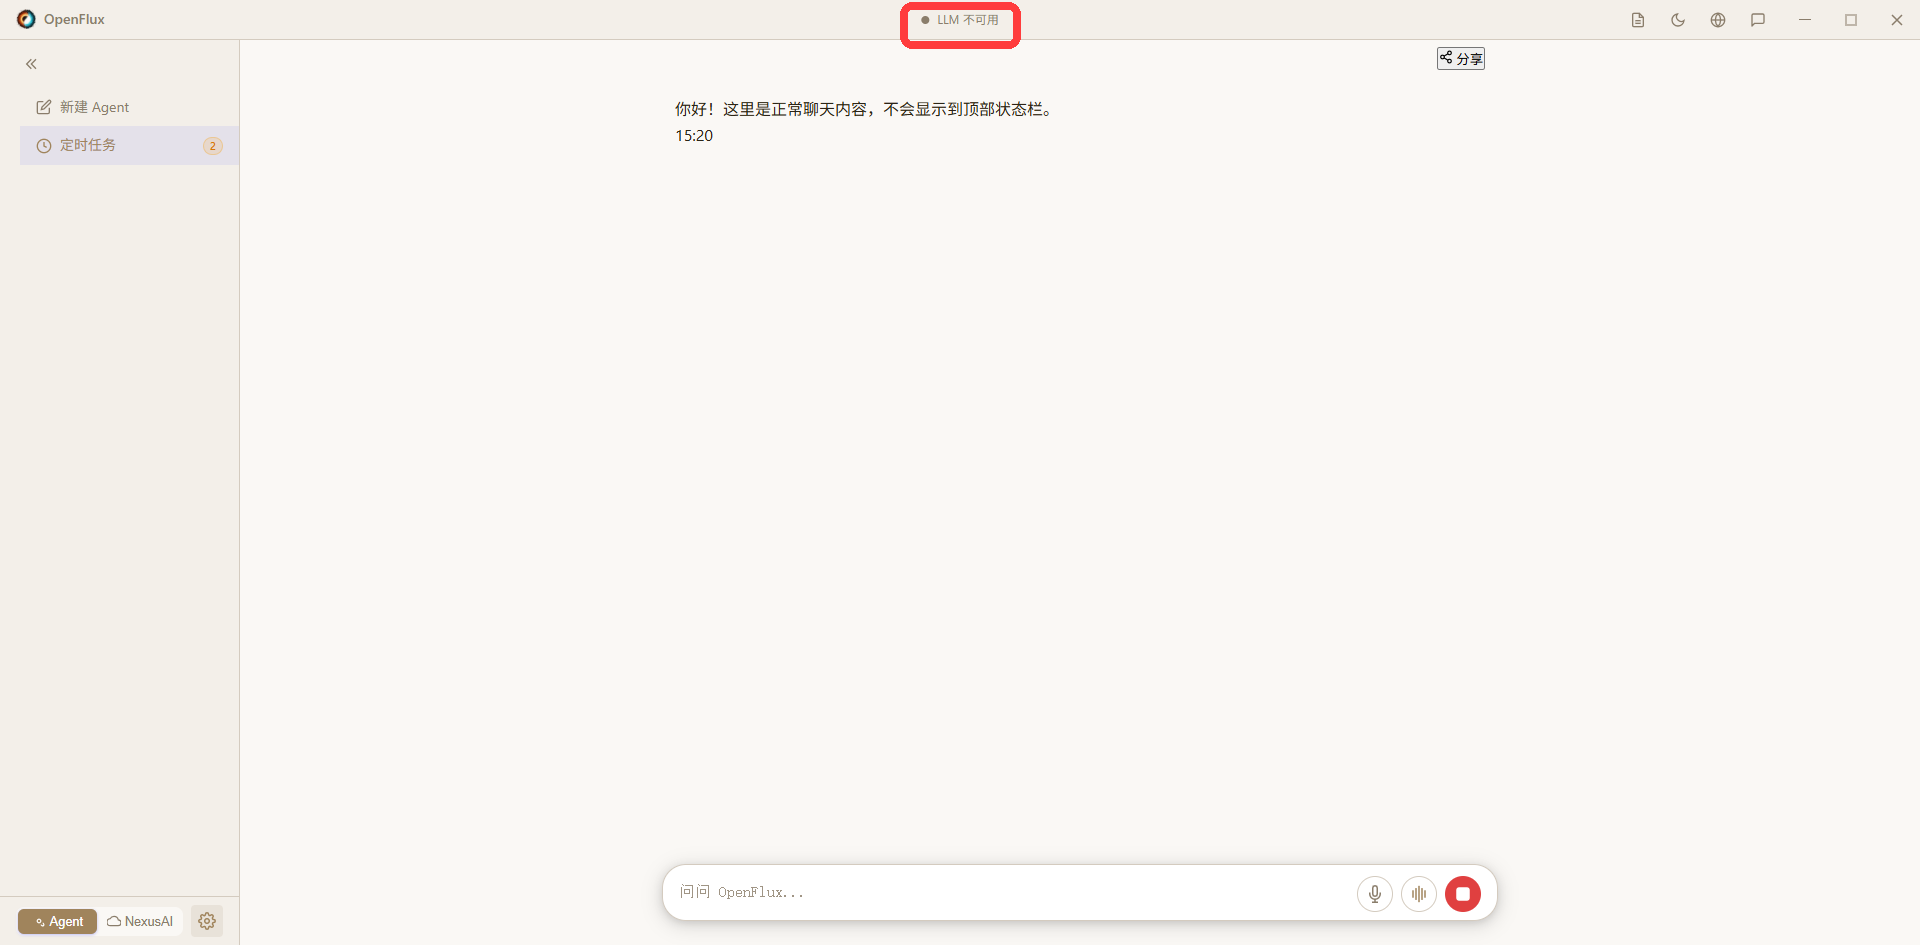 OpenFlux
LLM 不可用
分享
新建 Agent
定时任务 2
你好！这里是正常聊天内容，不会显示到顶部状态栏。
15:20
问问 OpenFlux...
Agent
NexusAI